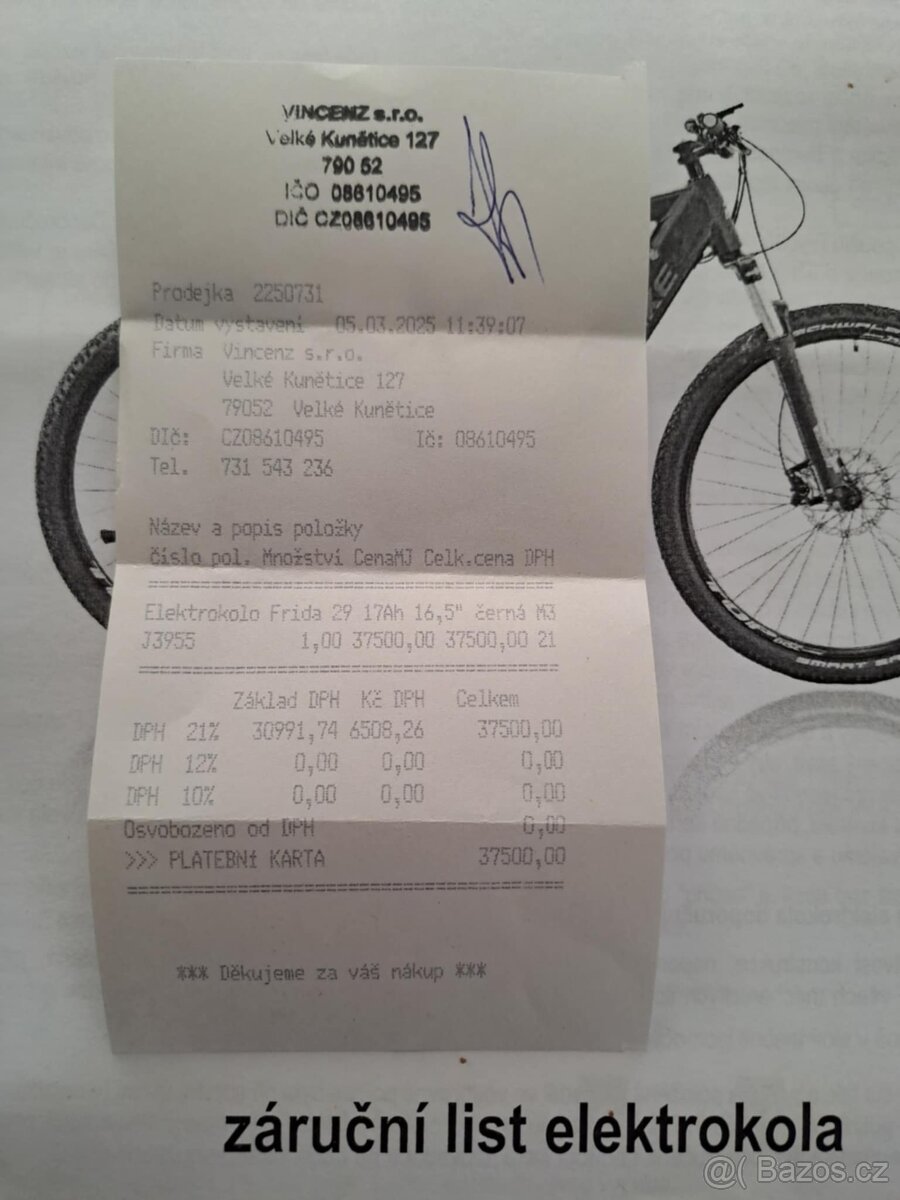 VINCENZ s.r.o.
Velké Kunětice 127
790 52
IČO 08610495
DIČ CZ08610495
Prodejka 2250731
Datum vystavení 05.03.2025 11:39:07
Firma Vincenz s.r.o.
Velké Kunětice 127
79052 Velké Kunětice
DIč: CZ08610495 Ič: 08610495
Tel. 731 543 236
Název a popis položky
číslo pol. Množství CenaMJ Celk.cena DPH
Elektrokolo Frida 29 17Ah 16,5" černá M3
J3955 1,00 37500,00 37500,00 21
Základ DPH Kč DPH Celkem
DPH 21% 30991,74 6508,26 37500,00
DPH 12% 0,00 0,00 0,00
DPH 10% 0,00 0,00 0,00
Osvobozeno od DPH 0,00
>>> PLATEBNí KARTA 37500,00
*** Děkujeme za váš nákup ***
SMART SAM
záruční list elektrokola
@( Bazos.cz